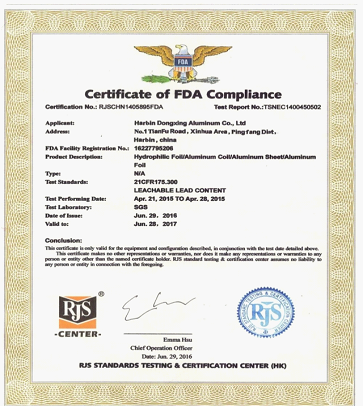 FDA
Certificate of FDA Compliance
Certification No.: RJSCHN1405895FDA Test Report No.:TSNEC1400450502
Applicant: Harbin Dongxing Aluminum Co., Ltd
Address: No.1 TianFu Road, Xinhua Area, Pingfang Dist.
Harbin, china
FDA Facility Registration No.: 16227795206
Product Description: Hydrophilic Foil/Aluminum Coil/Aluminum Sheet/Aluminum
Foil
Type: N/A
Test Standards: 21CFR175.300
LEACHABLE LEAD CONTENT
Test Performing Date: Apr. 21, 2015 TO Apr. 28, 2015
Test Laboratory: SGS
Date of Issue: Jun. 29, 2016
Valid to: Jun. 28, 2017
Conclusion:
This certificate is only valid for the equipment and configuration described, in conjunction with the test date detailed above.
This certificate makes no other representations or warranties, nor does it make any representations or warranties to any
person or entity other than the named certificate holder. RJS standard testing & certification center assumes no liability to
any person or entity in connection with the foregoing.
RJS
®
-CENTER-
RJS
Emma Hsu
Chief Operation Officer
Date: Jun. 29, 2016
RJS STANDARDS TESTING & CERTIFICATION CENTER (HK)